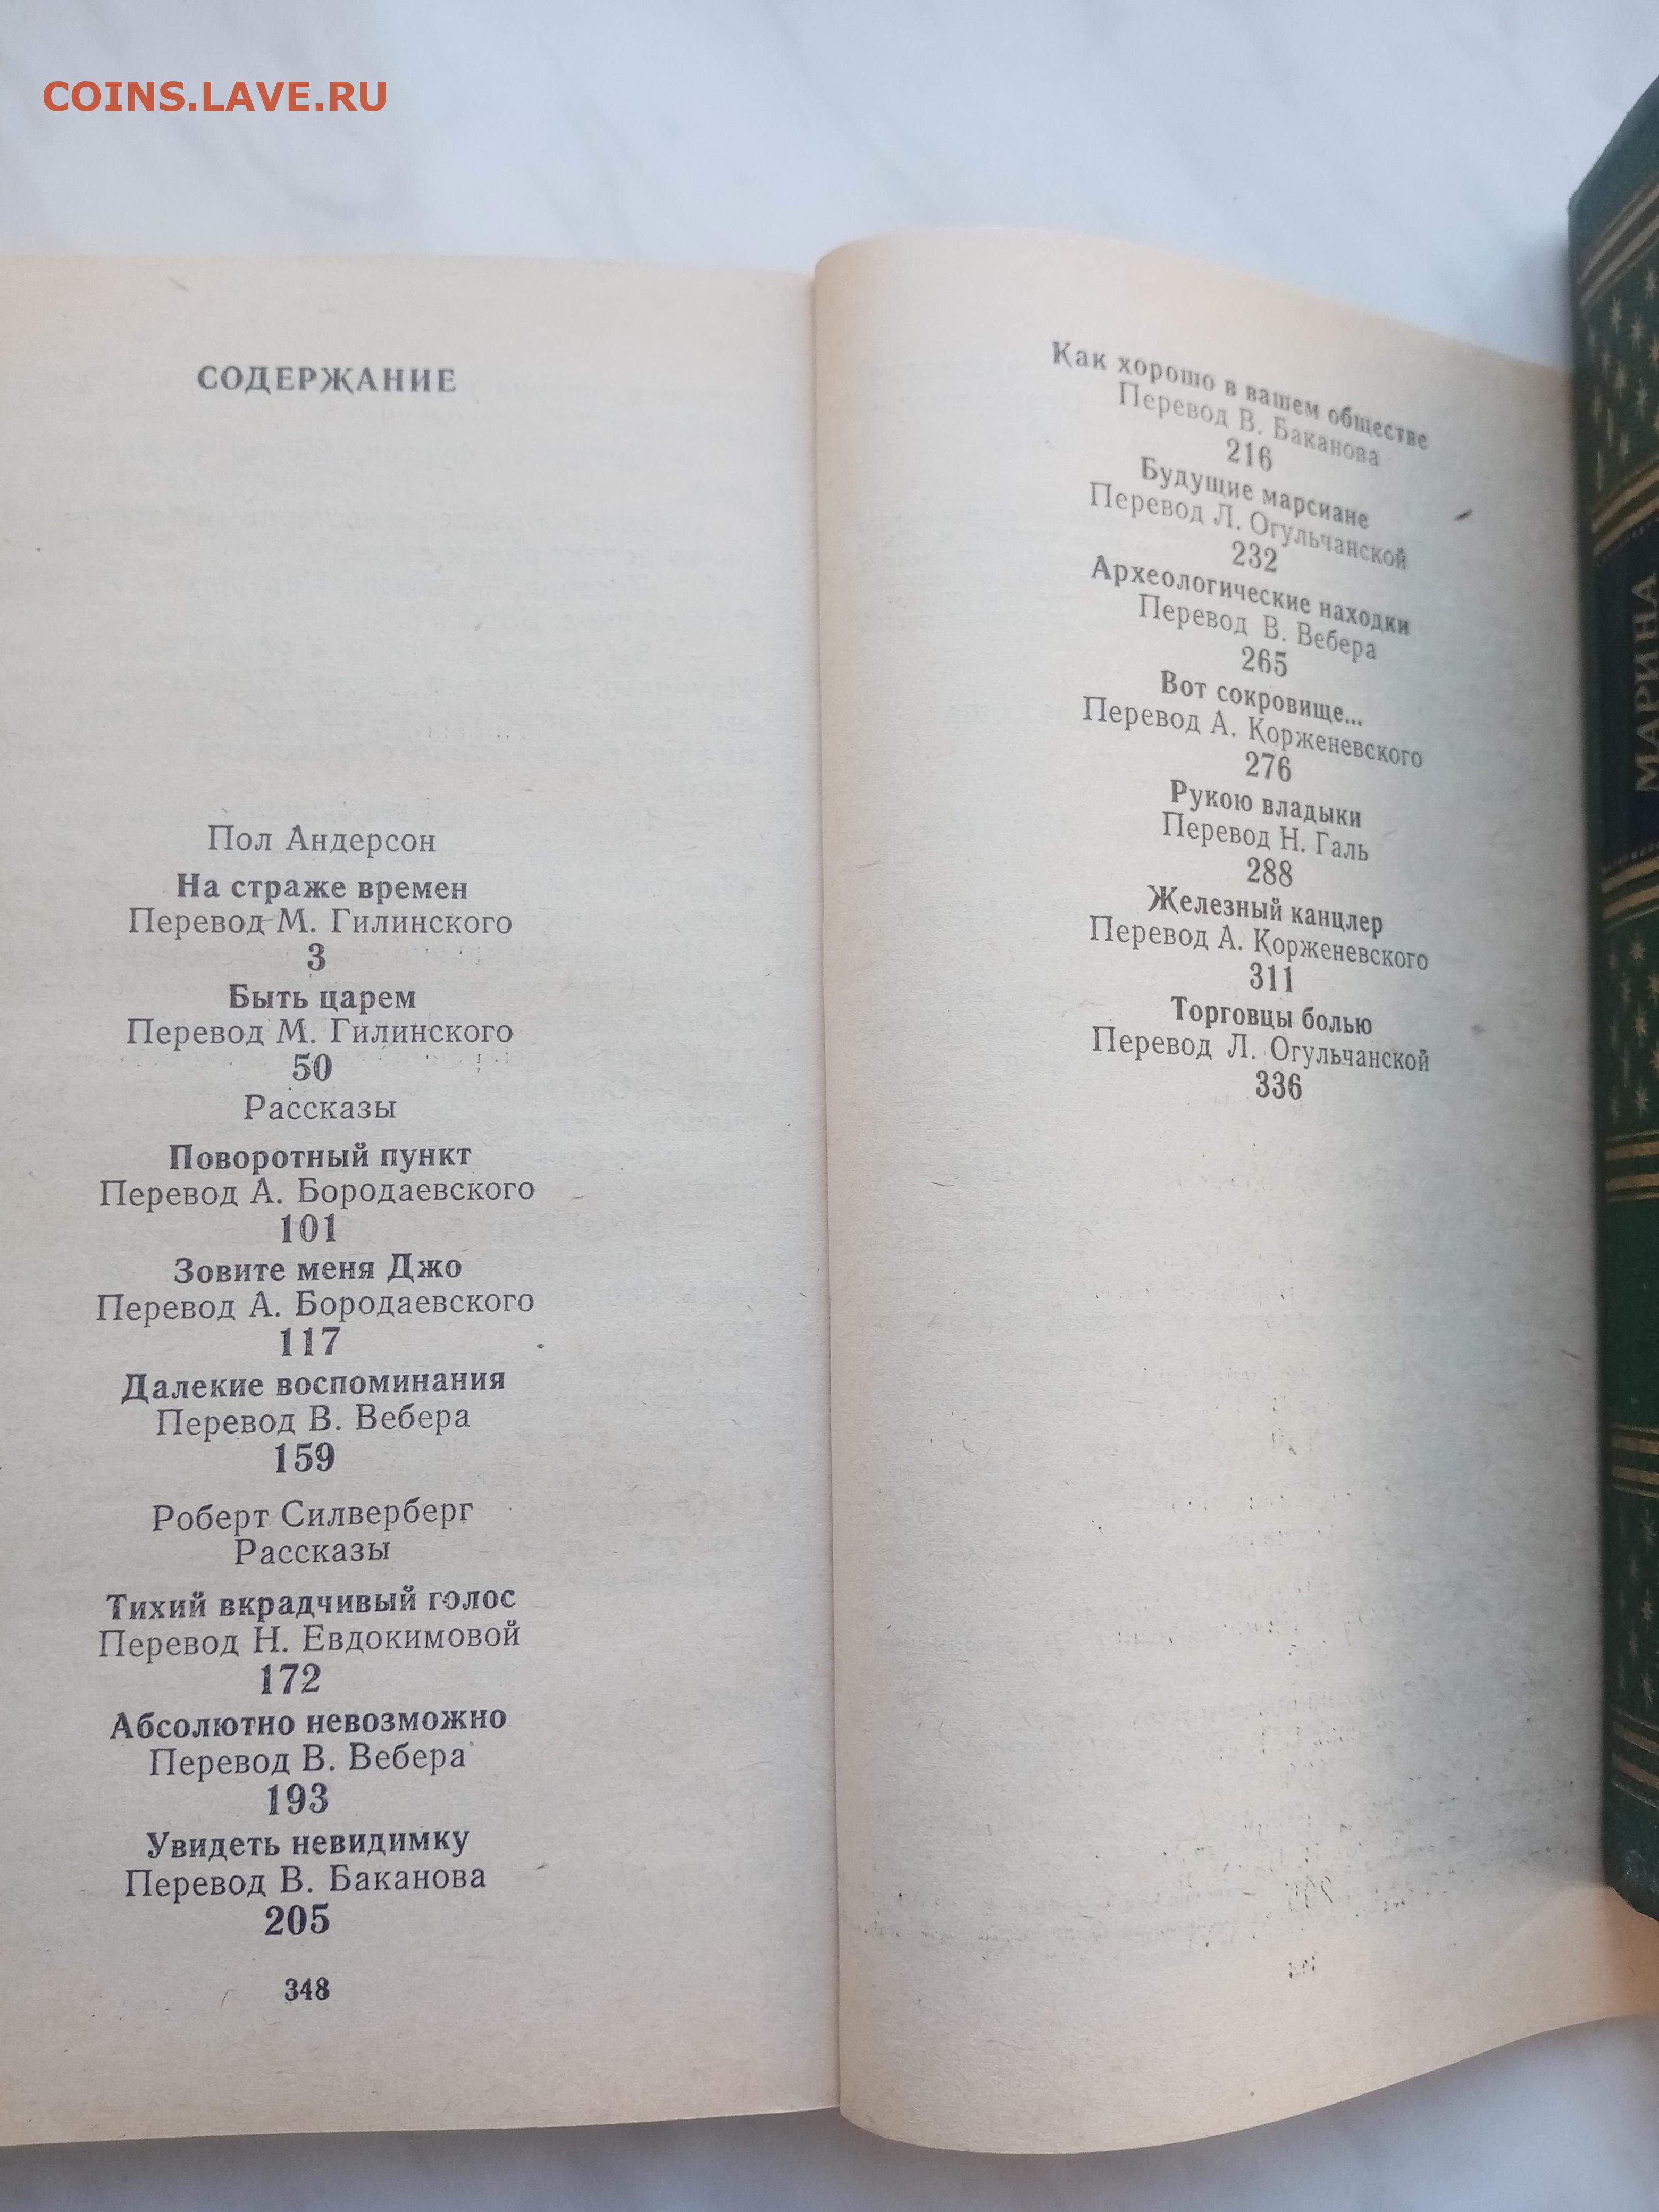 COINS.LAVE.RU
СОДЕРЖАНИЕ
Пол Андерсон
На страже времен
Перевод М. Гилинского
3
Быть царем
Перевод М. Гилинского
50
Рассказы
Поворотный пункт
Перевод А. Бородаевского
101
Зовите меня Джо
Перевод А. Бородаевского
117
Далекие воспоминания
Перевод В. Вебера
159
Роберт Силверберг
Рассказы
Тихий вкрадчивый голос
Перевод Н. Евдокимовой
172
Абсолютно невозможно
Перевод В. Вебера
193
Увидеть невидимку
Перевод В. Баканова
205
348
Как хорошо в вашем обществе
Перевод В. Баканова
216
Будущие марсиане
Перевод Л. Огульчанской
232
Археологические находки
Перевод В. Вебера
265
Вот сокровище...
Перевод А. Корженевского
276
Рукою владыки
Перевод Н. Галь
288
Железный канцлер
Перевод А. Корженевского
311
Торговцы болью
Перевод Л. Огульчанской
336
МАРИНА